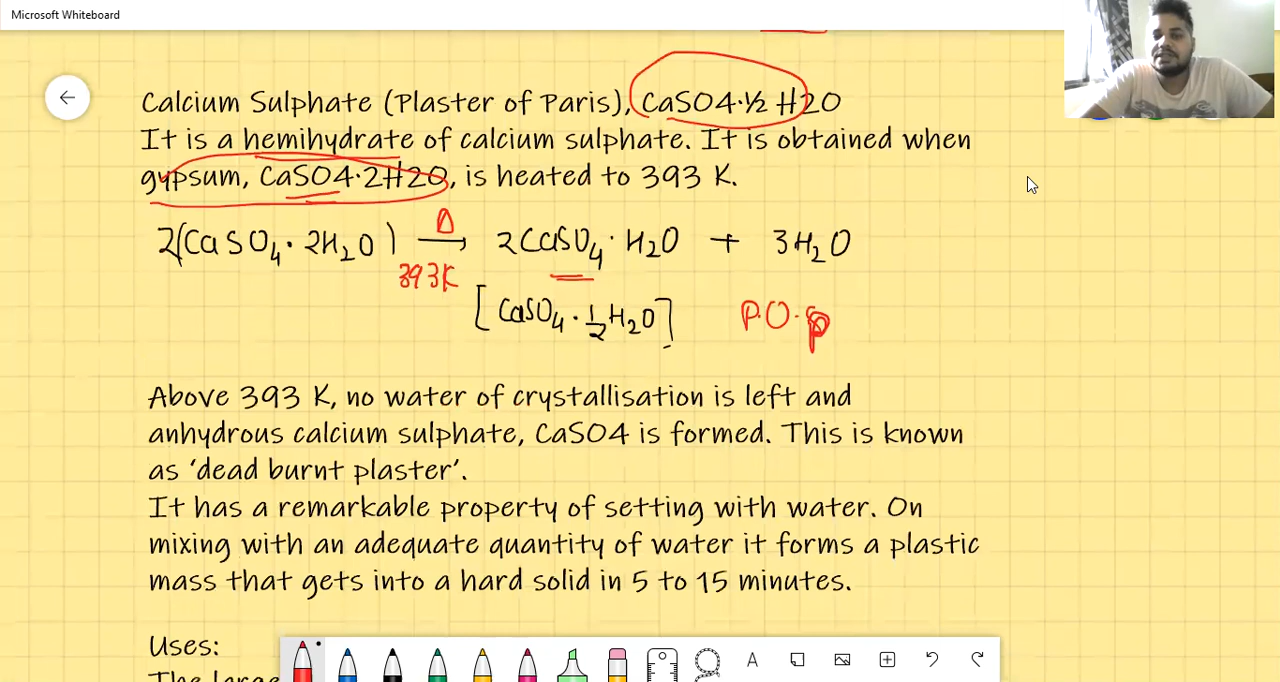 Microsoft Whiteboard
Calcium Sulphate (Plaster of Paris), CaSO4·½ H2O
It is a hemihydrate of calcium sulphate. It is obtained when
gypsum, CaSO4·2H2O, is heated to 393 K.
2(CaSO₄·2H₂O) Δ→ 2CaSO₄·H₂O + 3H₂O
393K
[CaSO₄·1/2H₂O] P.O.P
Above 393 K, no water of crystallisation is left and
anhydrous calcium sulphate, CaSO4 is formed. This is known
as ‘dead burnt plaster’.
It has a remarkable property of setting with water. On
mixing with an adequate quantity of water it forms a plastic
mass that gets into a hard solid in 5 to 15 minutes.
Uses:
The large
A